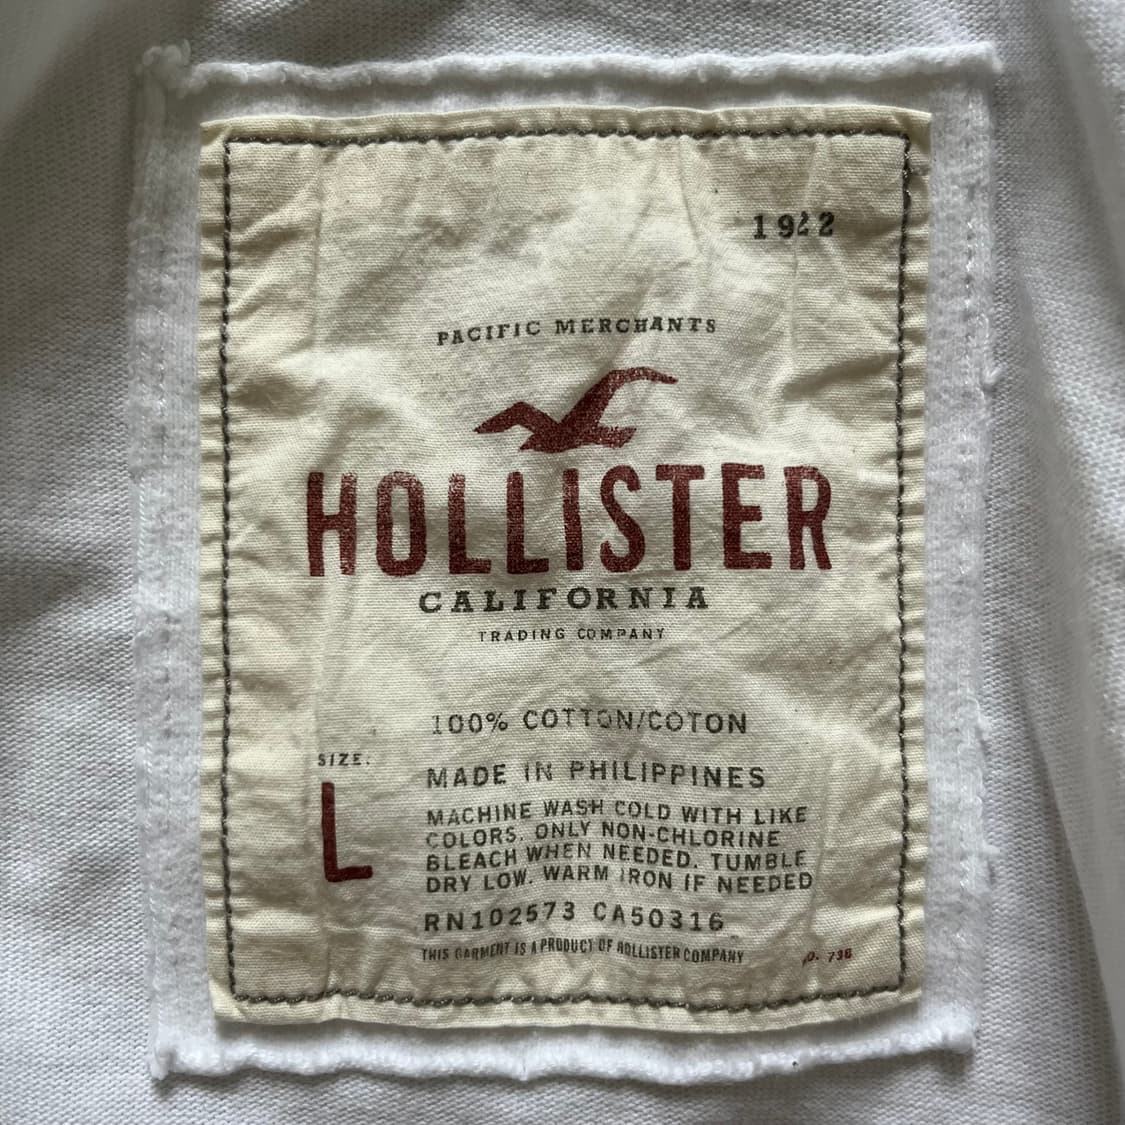 1922
PACIFIC MERCHANTS
HOLLISTER
CALIFORNIA
TRADING COMPANY
100% COTTON/COTON
SIZE:
L
MADE IN PHILIPPINES
MACHINE WASH COLD WITH LIKE
COLORS. ONLY NON-CHLORINE
BLEACH WHEN NEEDED. TUMBLE
DRY LOW. WARM IRON IF NEEDED
RN102573 CA50316
THIS GARMENT IS A PRODUCT OF HOLLISTER COMPANY
736